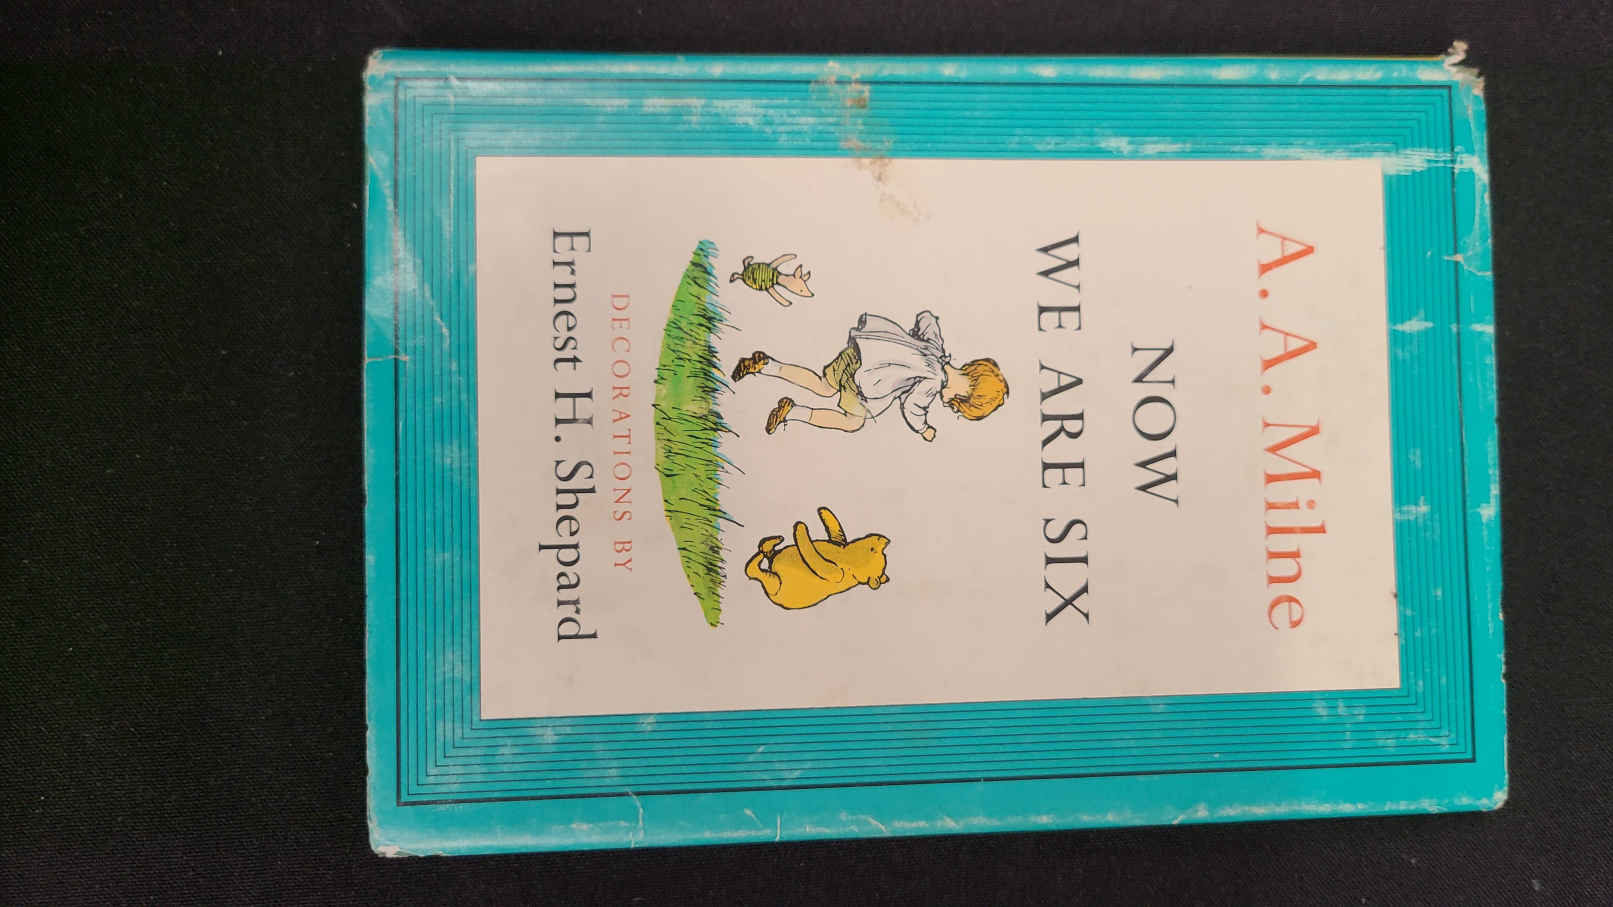 A. A. Milne
NOW
WE ARE SIX
DECORATIONS BY
Ernest H. Shepard